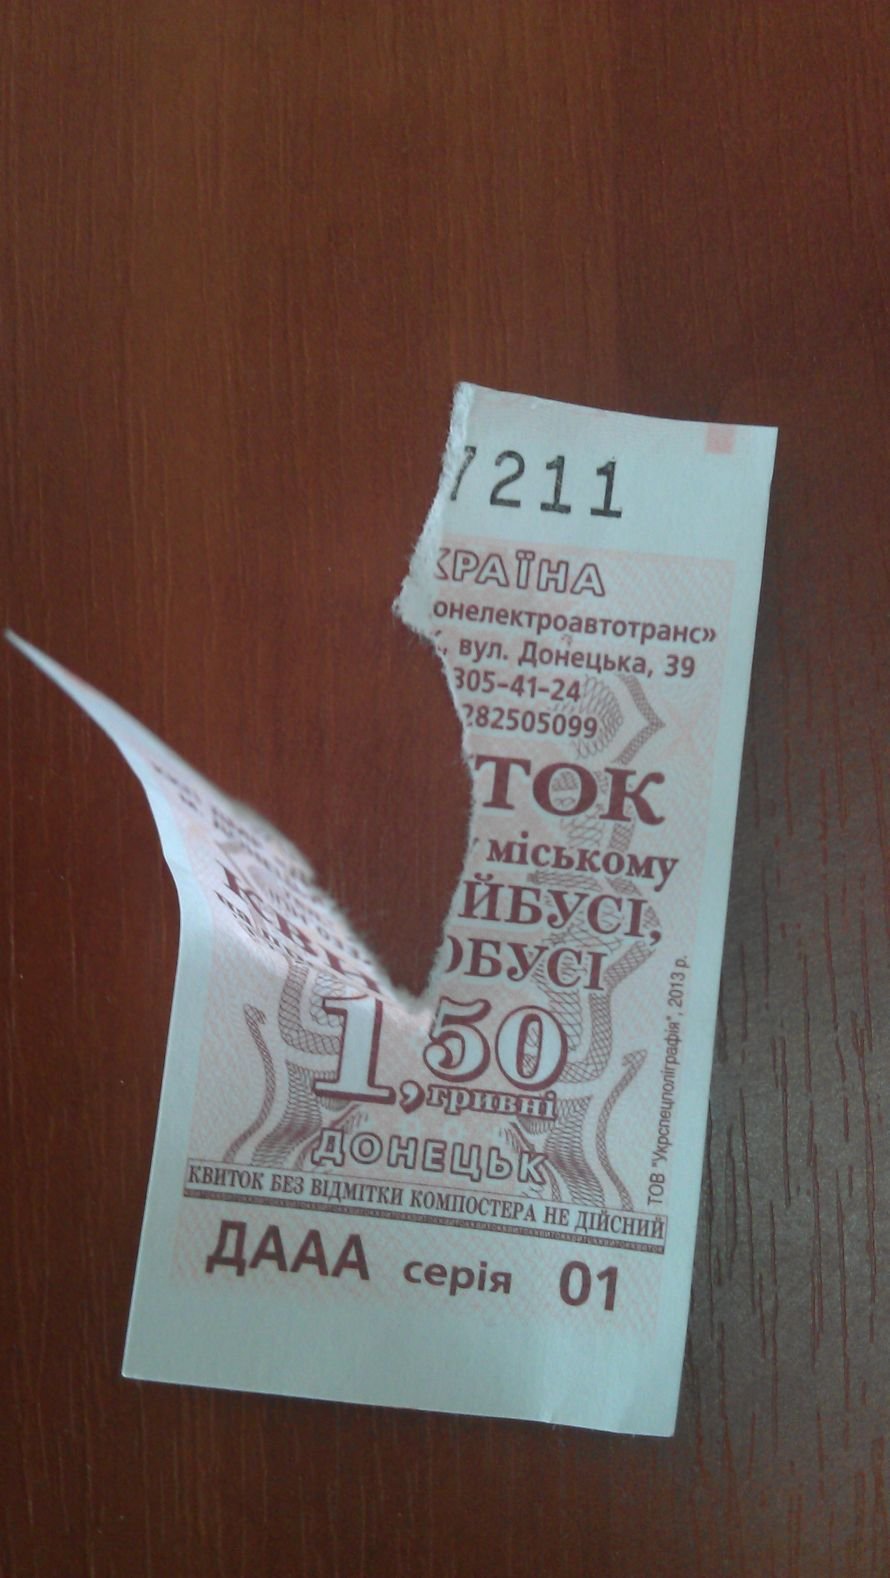 7211
КРАЇНА
онелектроавтотранс»
вул. Донецька, 39
305-41-24
282505099
ТОК
міському
ЙБУСІ,
ОБУСІ
1,50
гривні
ДОНЕЦЬК
КВИТОК БЕЗ ВІДМІТКИ КОМПОСТЕРА НЕ ДІЙСНИЙ
ДААА серія 01
ТОВ "Укрспецполіграфія", 2013 р.